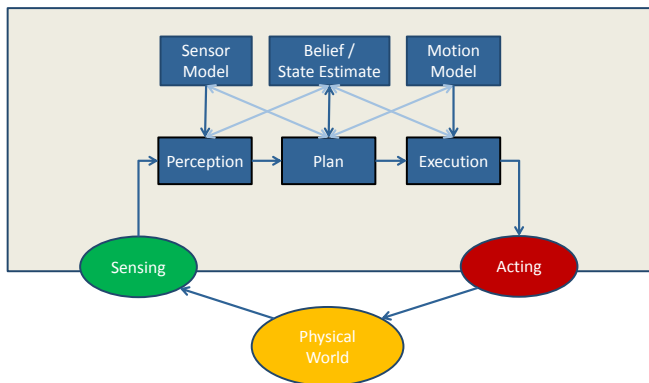 Sensor
Model
Belief /
State Estimate
Motion
Model
Perception
Plan
Execution
Sensing
Acting
Physical
World